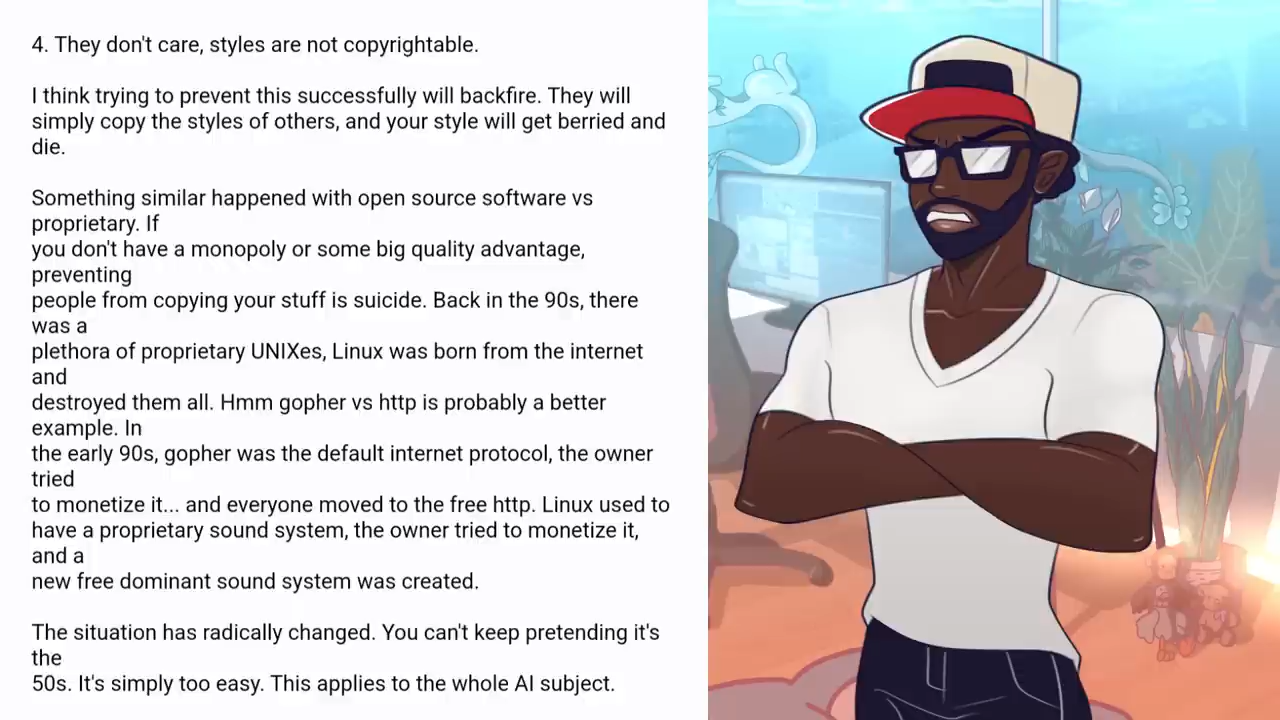 4. They don't care, styles are not copyrightable.
I think trying to prevent this successfully will backfire. They will
simply copy the styles of others, and your style will get berried and
die.
Something similar happened with open source software vs
proprietary. If
you don't have a monopoly or some big quality advantage,
preventing
people from copying your stuff is suicide. Back in the 90s, there
was a
plethora of proprietary UNIXes, Linux was born from the internet
and
destroyed them all. Hmm gopher vs http is probably a better
example. In
the early 90s, gopher was the default internet protocol, the owner
tried
to monetize it... and everyone moved to the free http. Linux used to
have a proprietary sound system, the owner tried to monetize it,
and a
new free dominant sound system was created.
The situation has radically changed. You can't keep pretending it's
the
50s. It's simply too easy. This applies to the whole AI subject.